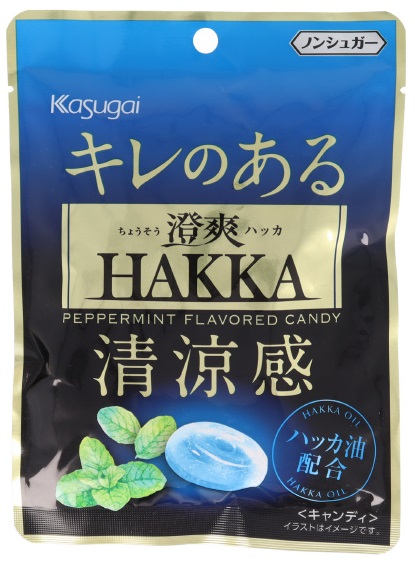 ノンシュガー
Kasugai
キレのある
ちょうそう 澄爽 ハッカ
HAKKA
PEPPERMINT FLAVORED CANDY
清涼感
HAKKA OIL
ハッカ油
配合
HAKKA OIL
<キャンディ>
イラストはイメージです。